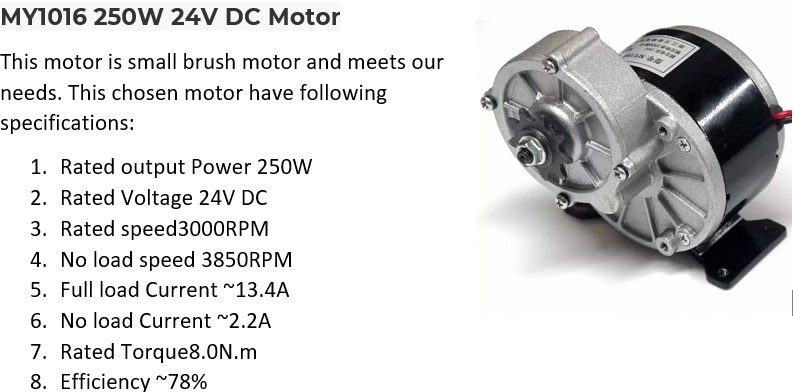 MY1016 250W 24V DC Motor
This motor is small brush motor and meets our
needs. This chosen motor have following
specifications:
1. Rated output Power 250W
2. Rated Voltage 24V DC
3. Rated speed3000RPM
4. No load speed 3850RPM
5. Full load Current ~13.4A
6. No load Current ~2.2A
7. Rated Torque8.0N.m
8. Efficiency ~78%